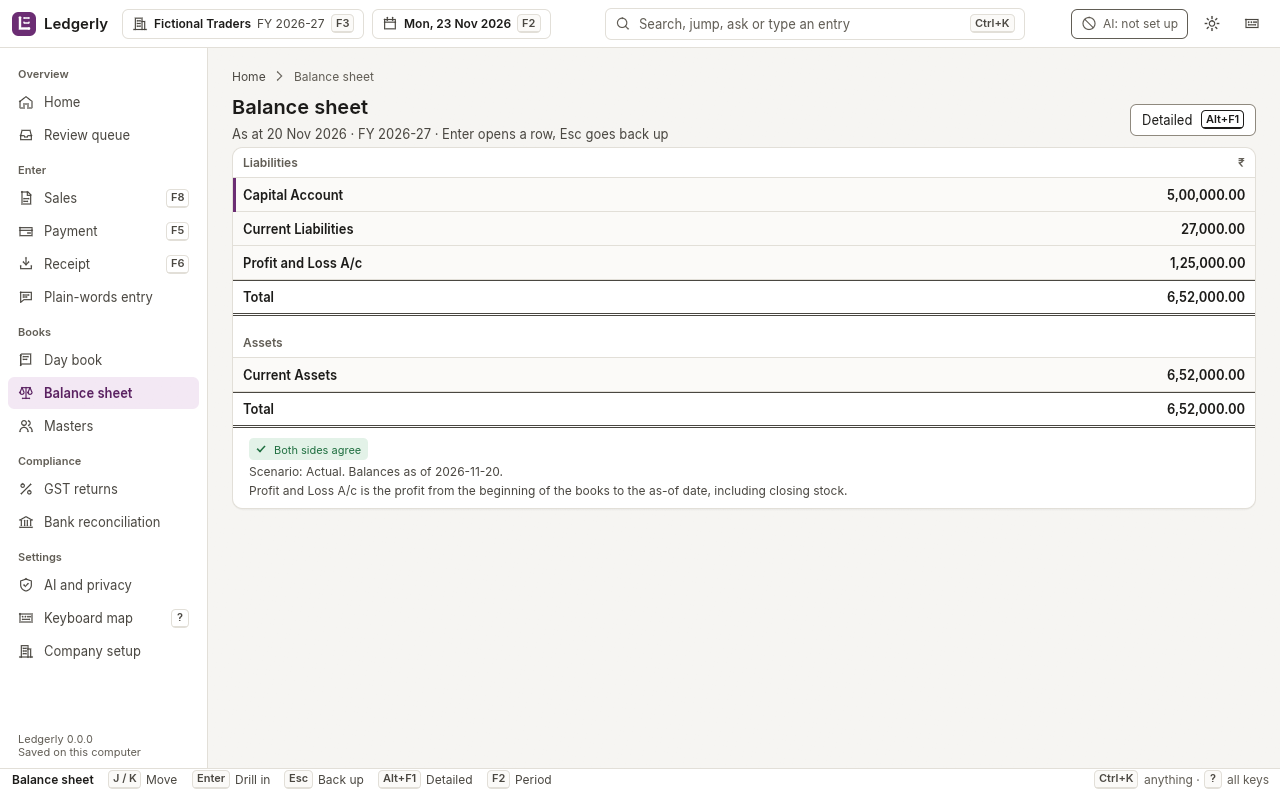 Ledgerly
Fictional Traders FY 2026-27 F3
Mon, 23 Nov 2026 F2
Search, jump, ask or type an entry Ctrl+K
AI: not set up
Overview
Home
Review queue
Enter
Sales F8
Payment F5
Receipt F6
Plain-words entry
Books
Day book
Balance sheet
Masters
Compliance
GST returns
Bank reconciliation
Settings
AI and privacy
Keyboard map ?
Company setup
Ledgerly 0.0.0
Saved on this computer
Home Balance sheet
Balance sheet
As at 20 Nov 2026 · FY 2026-27 · Enter opens a row, Esc goes back up
Detailed Alt+F1
Liabilities ₹
Capital Account 5,00,000.00
Current Liabilities 27,000.00
Profit and Loss A/c 1,25,000.00
Total 6,52,000.00
Assets
Current Assets 6,52,000.00
Total 6,52,000.00
Both sides agree
Scenario: Actual. Balances as of 2026-11-20.
Profit and Loss A/c is the profit from the beginning of the books to the as-of date, including closing stock.
Balance sheet J / K Move Enter Drill in Esc Back up Alt+F1 Detailed F2 Period Ctrl+K anything · ? all keys